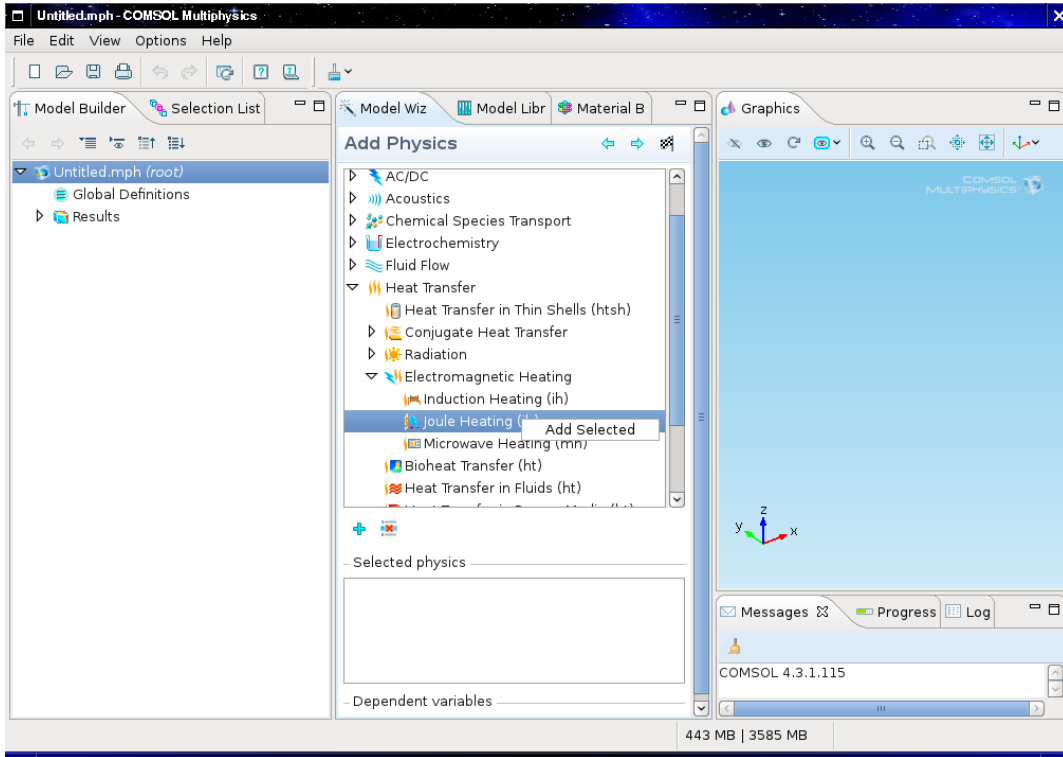 Untitled.mph - COMSOL Multiphysics
File Edit View Options Help
Model Builder
Selection List
Untitled.mph (root)
Global Definitions
Results
Model Wiz
Model Libr
Material B
Add Physics
AC/DC
Acoustics
Chemical Species Transport
Electrochemistry
Fluid Flow
Heat Transfer
Heat Transfer in Thin Shells (htsh)
Conjugate Heat Transfer
Radiation
Electromagnetic Heating
Induction Heating (ih)
Joule Heating
Add Selected
Microwave Heating (mh)
Bioheat Transfer (ht)
Heat Transfer in Fluids (ht)
Selected physics
Dependent variables
Graphics
COMSOL
MULTIPHYSICS
z
y
x
Messages
Progress
Log
COMSOL 4.3.1.115
443 MB | 3585 MB